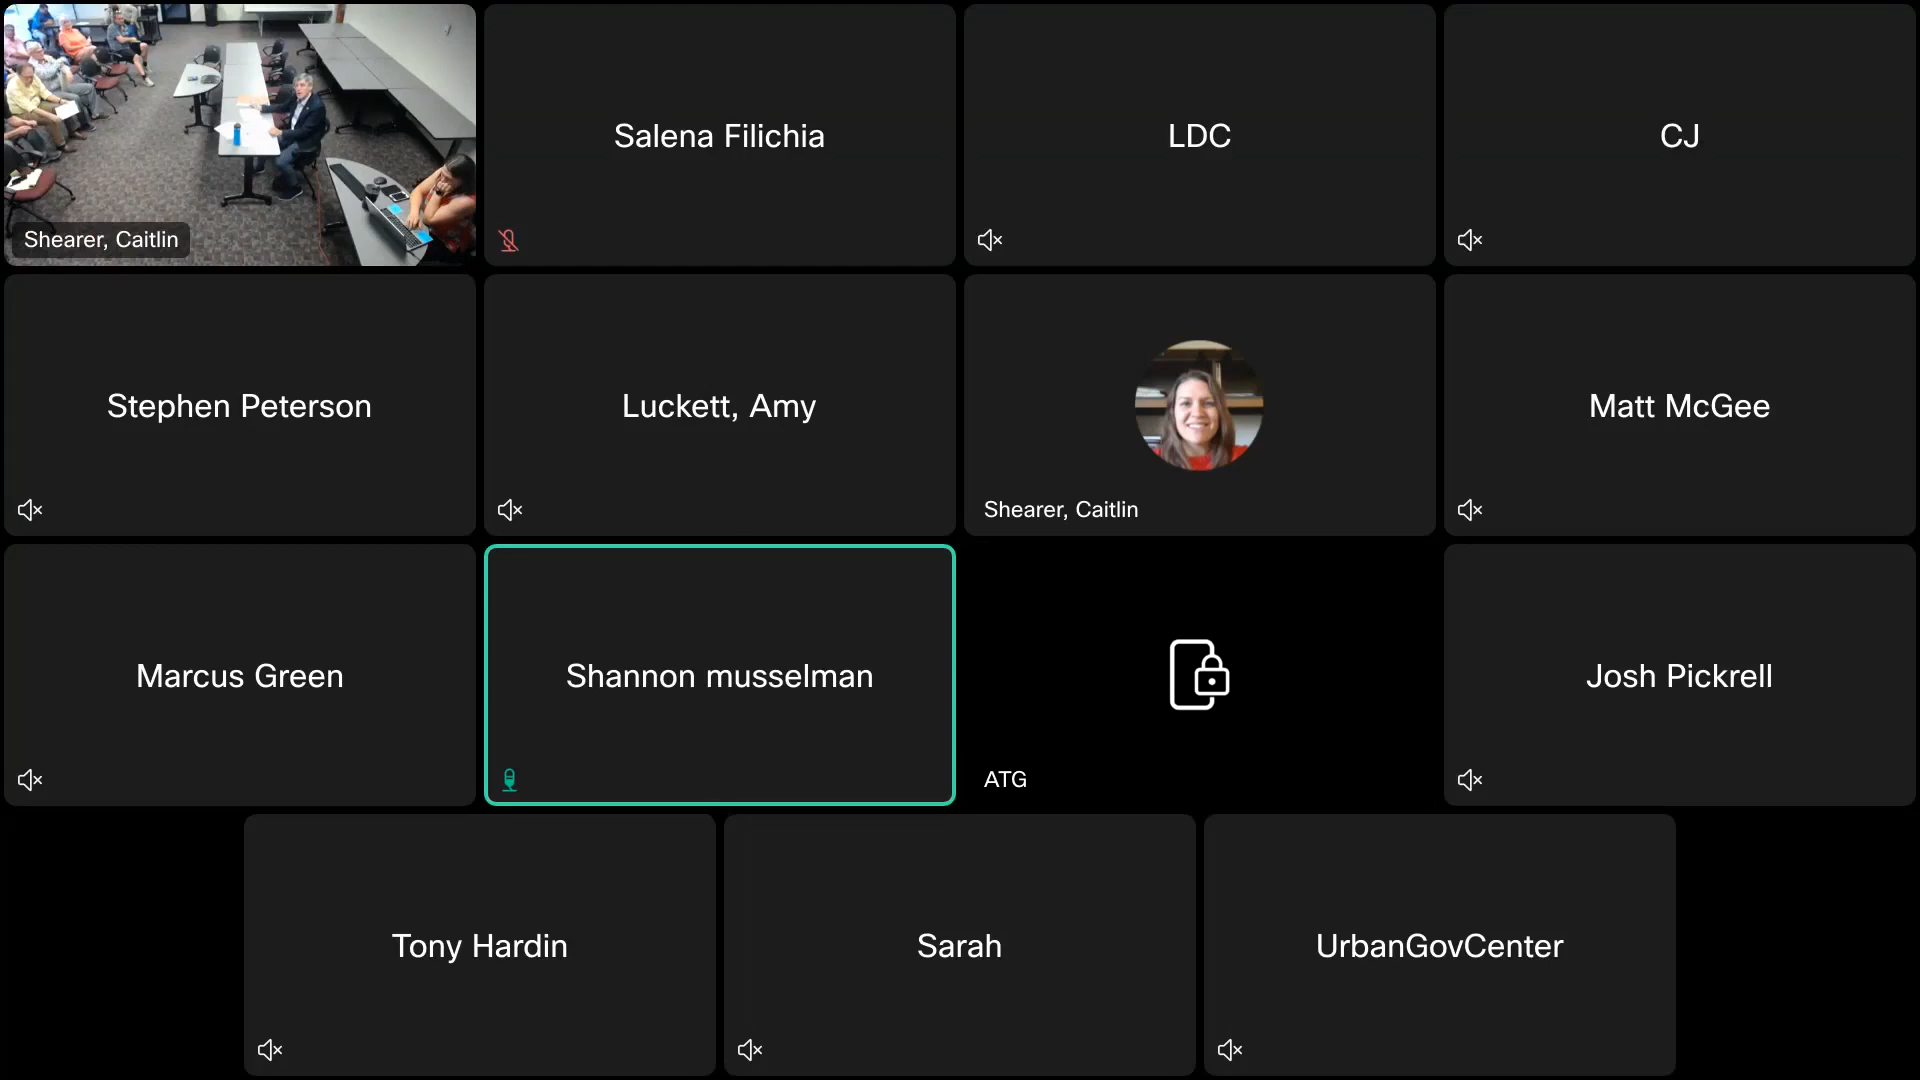 Shearer, Caitlin
Salena Filichia
LDC
CJ
Stephen Peterson
Luckett, Amy
Shearer, Caitlin
Matt McGee
Marcus Green
Shannon musselman
ATG
Josh Pickrell
Tony Hardin
Sarah
UrbanGovCenter